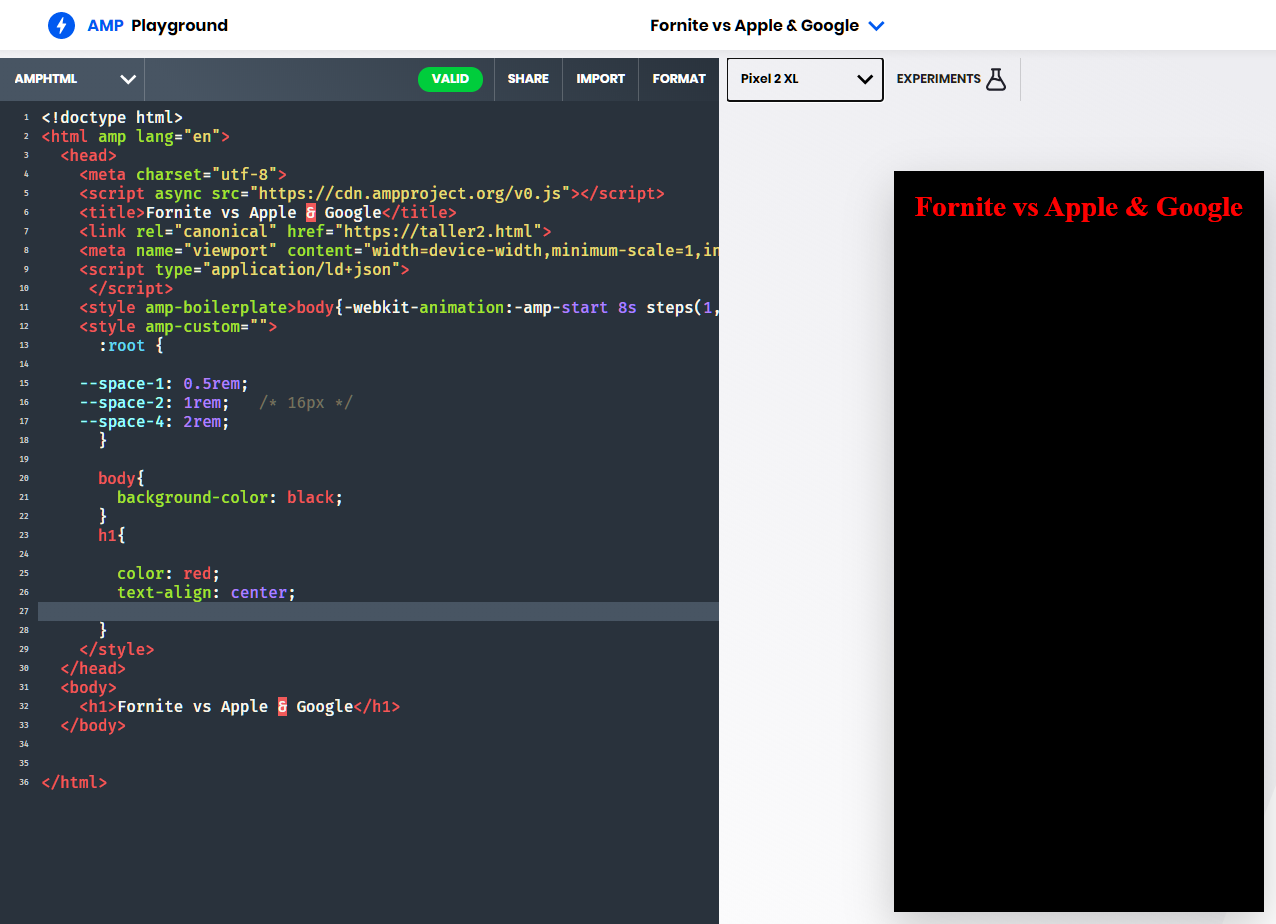 AMP Playground
Fornite vs Apple & Google
AMPHTML
VALID
SHARE
IMPORT
FORMAT
Pixel 2 XL
EXPERIMENTS
1 <!doctype html>
2 <html amp lang="en">
3 <head>
4 <meta charset="utf-8">
5 <script async src="https://cdn.ampproject.org/v0.js"></script>
6 <title>Fornite vs Apple & Google</title>
7 <link rel="canonical" href="https://taller2.html">
8 <meta name="viewport" content="width=device-width,minimum-scale=1,in
9 <script type="application/ld+json">
10 </script>
11 <style amp-boilerplate>body{-webkit-animation:-amp-start 8s steps(1,
12 <style amp-custom="">
13 :root {
14
15 --space-1: 0.5rem;
16 --space-2: 1rem; /* 16px */
17 --space-4: 2rem;
18 }
19
20 body{
21 background-color: black;
22 }
23 h1{
24
25 color: red;
26 text-align: center;
27
28 }
29 </style>
30 </head>
31 <body>
32 <h1>Fornite vs Apple & Google</h1>
33 </body>
34
35
36 </html>
Fornite vs Apple & Google